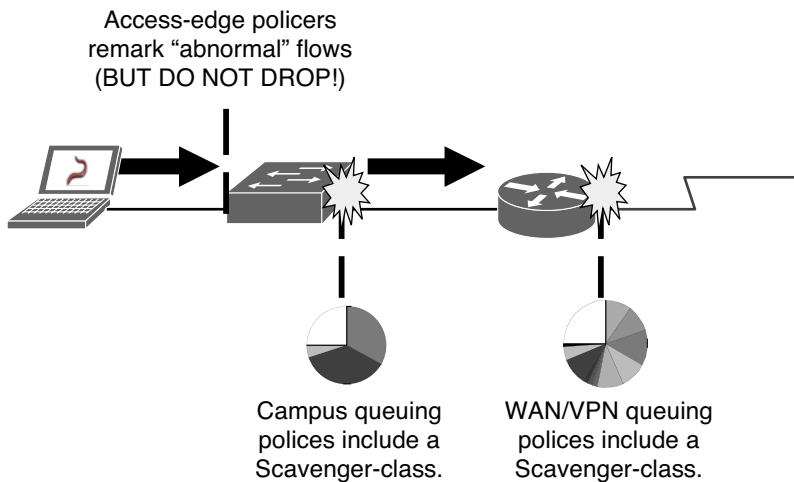 Access-edge policers
remark “abnormal” flows
(BUT DO NOT DROP!)
Campus queuing
polices include a
Scavenger-class.
WAN/VPN queuing
polices include a
Scavenger-class.